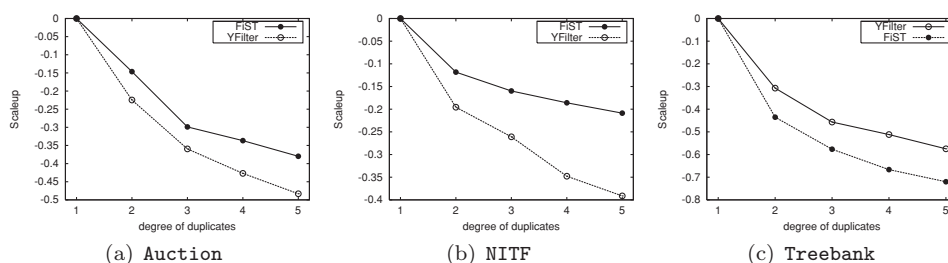 0
-0.05
-0.1
-0.15
-0.2
-0.25
-0.3
-0.35
-0.4
-0.45
-0.5
Scaleup
FiST
YFilter
1 2 3 4 5
degree of duplicates
(a) Auction
0
-0.05
-0.1
-0.15
-0.2
-0.25
-0.3
-0.35
-0.4
Scaleup
FiST
YFilter
1 2 3 4 5
degree of duplicates
(b) NITF
0
-0.1
-0.2
-0.3
-0.4
-0.5
-0.6
-0.7
-0.8
Scaleup
YFilter
FiST
1 2 3 4 5
degree of duplicates
(c) Treebank